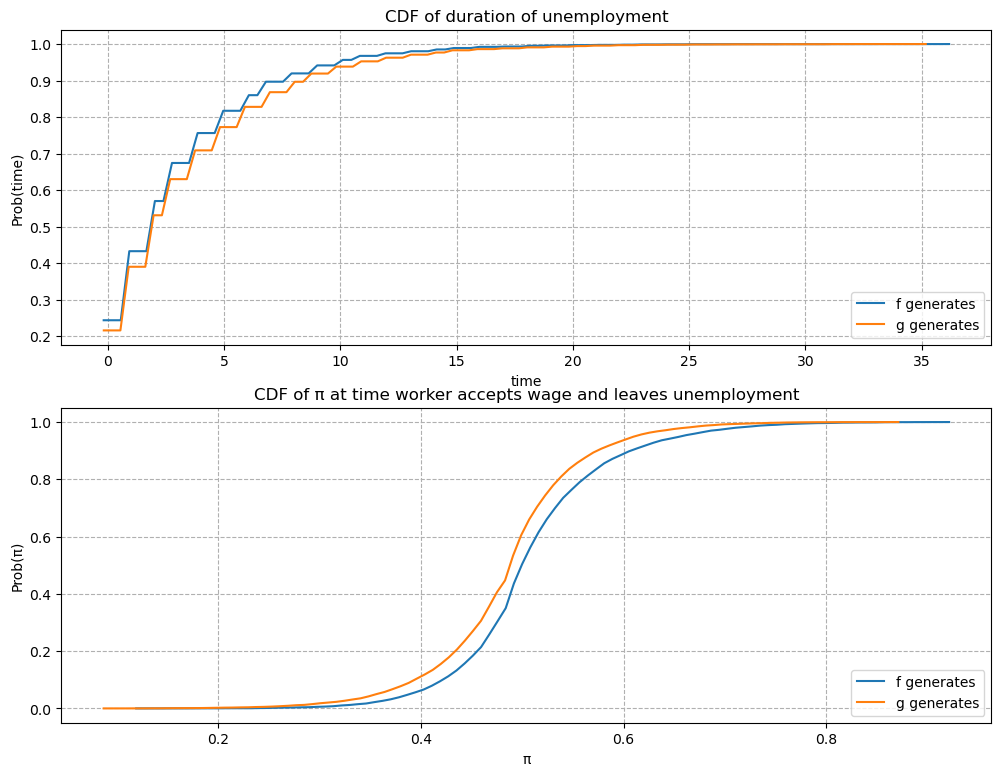 CDF of duration of unemployment
1.0
0.9
0.8
0.7
0.6
0.5
0.4
0.3
0.2
Prob(time)
f generates
g generates
0 5 10 15 20 25 30 35
time
CDF of π at time worker accepts wage and leaves unemployment
1.0
0.8
0.6
0.4
0.2
0.0
Prob(π)
f generates
g generates
0.2 0.4 0.6 0.8
π